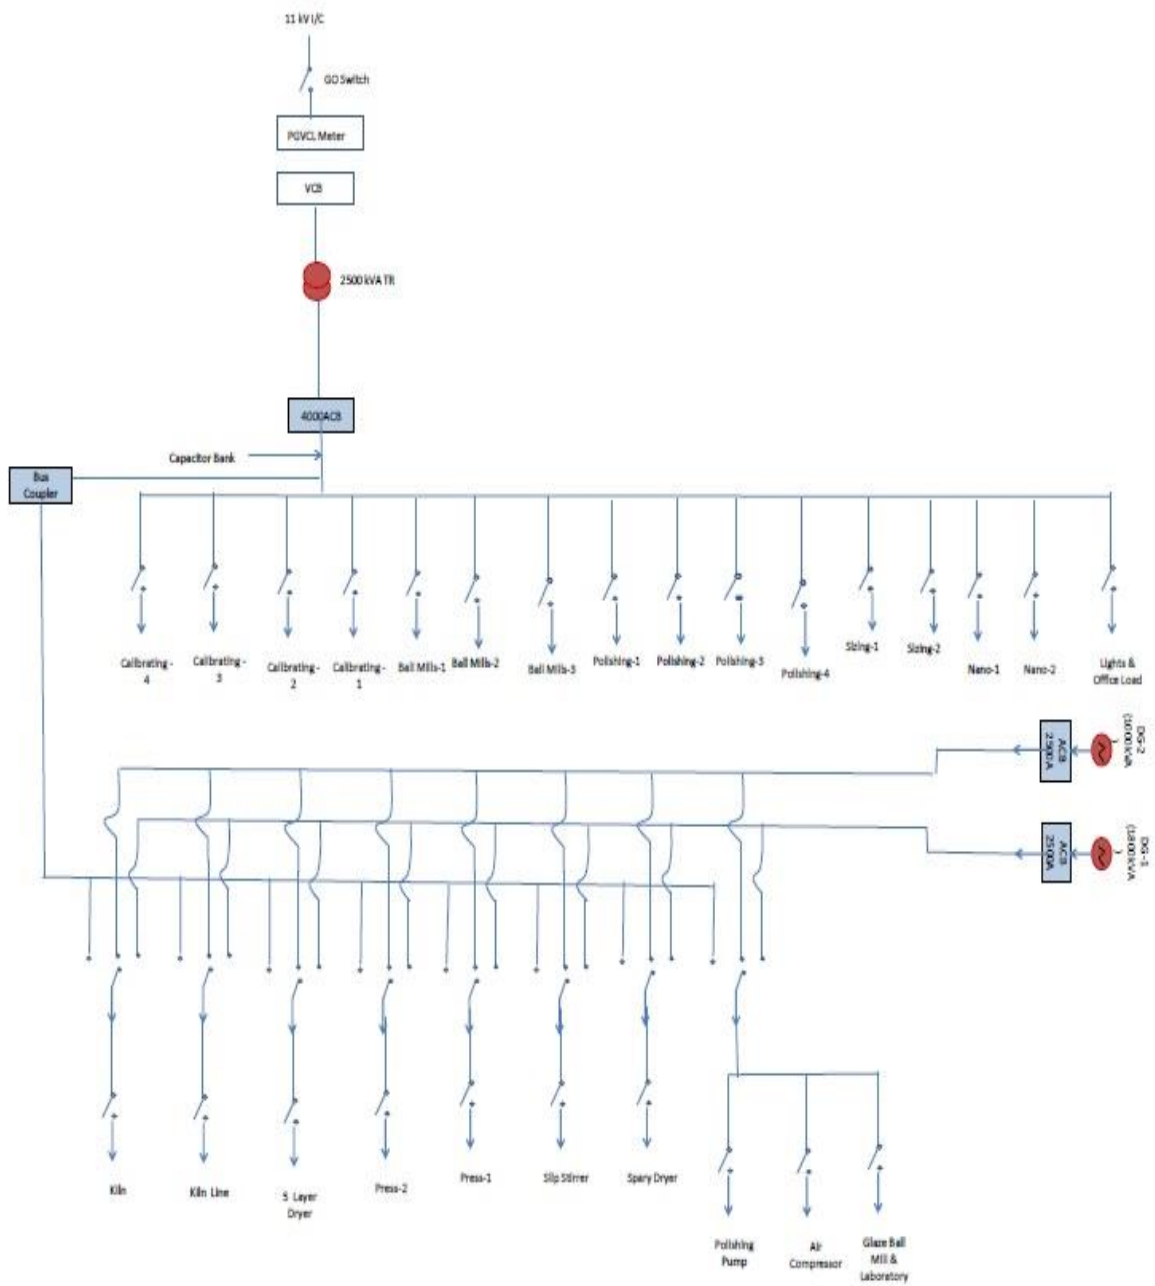 11 kV I/C
GO Switch
PGVCL Meter
VCB
2500 kVA TR
4000ACB
Capacitor Bank
Bus
Coupler
Calibrating -
4
Calibrating -
3
Calibrating -
2
Calibrating -
1
Ball Mills-1
Ball Mills-2
Ball Mills-3
Polishing-1
Polishing-2
Polishing-3
Polishing-4
Sizing-1
Sizing-2
Nano-1
Nano-2
Lights &
Office Load
ACB
2500A
DG-2
(1000 kVA
)
ACB
2500A
DG-1
(1800 kVA
)
Kiln
Kiln Line
5 Layer
Dryer
Press-2
Press-1
Slip Stirrer
Spary Dryer
Polishing
Pump
Air
Compressor
Glaze Ball
Mill &
Laboratory